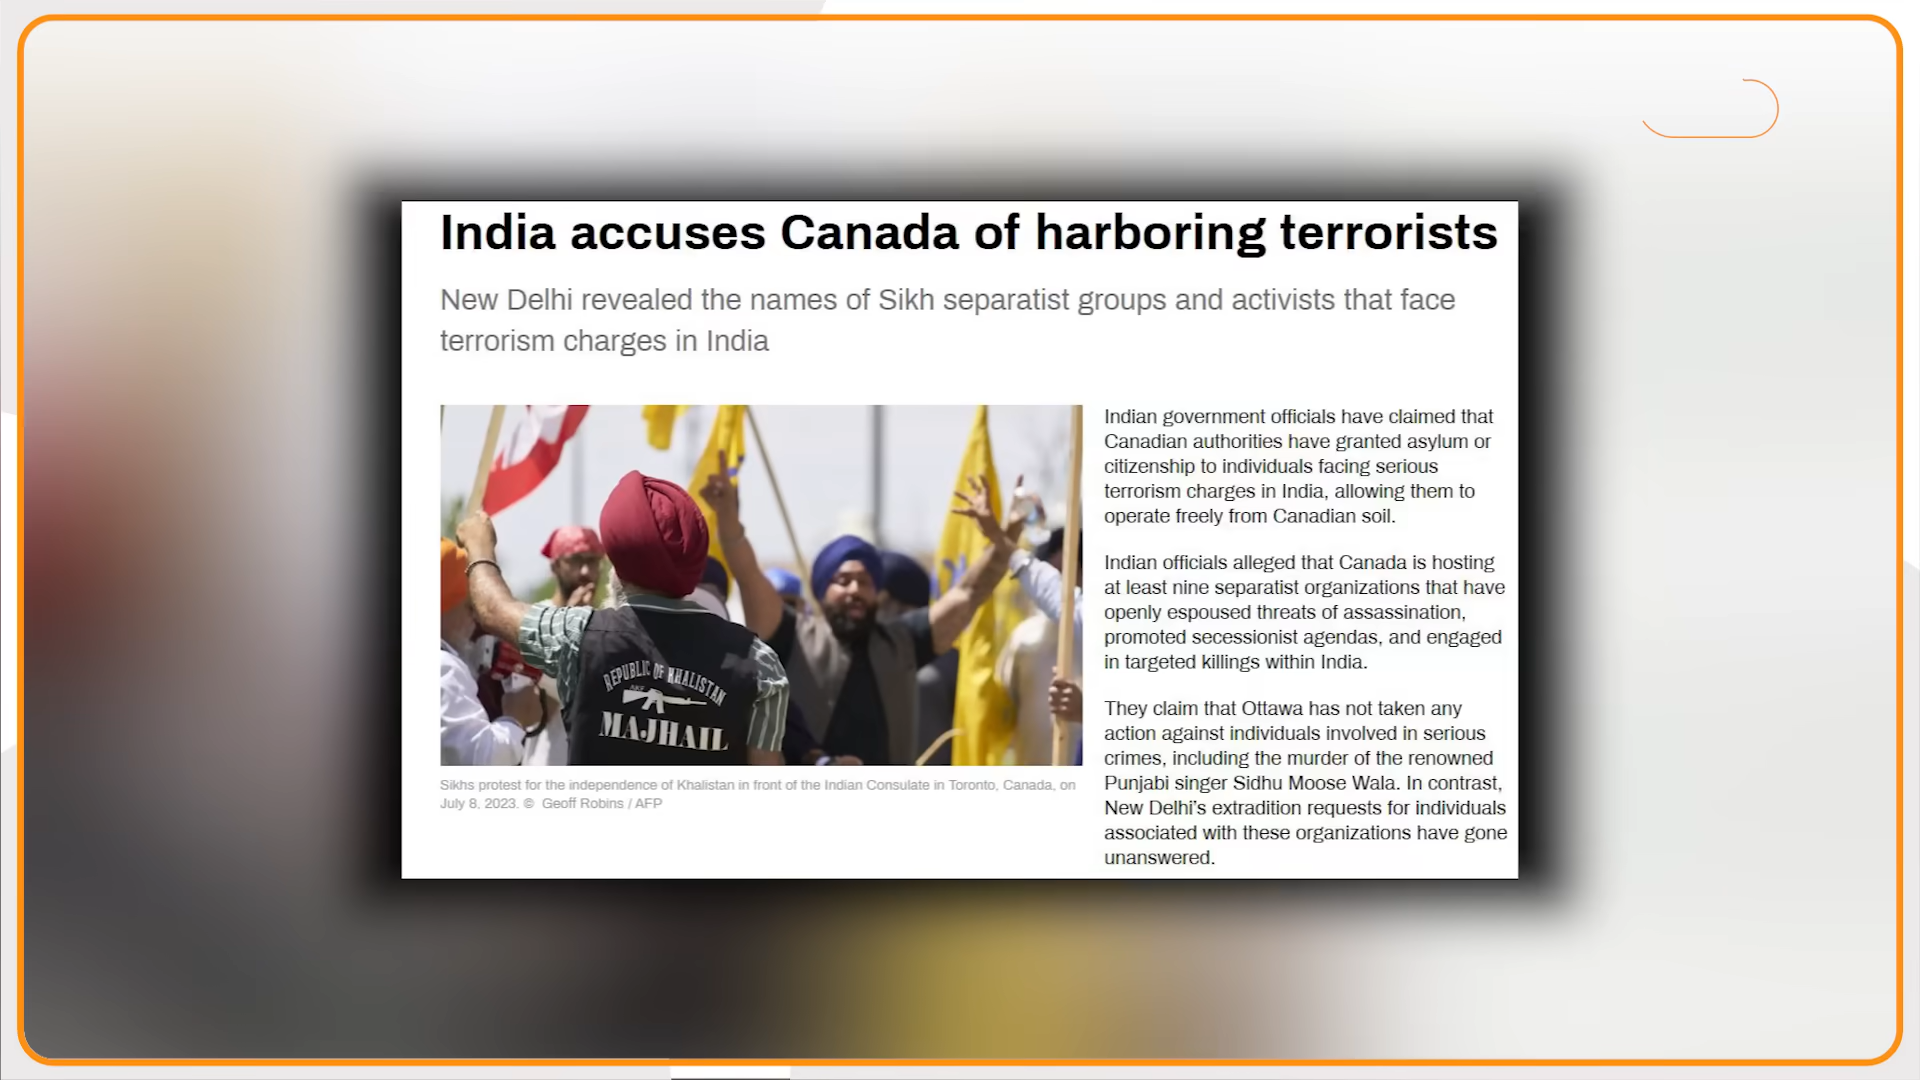 India accuses Canada of harboring terrorists
New Delhi revealed the names of Sikh separatist groups and activists that face
terrorism charges in India
REPUBLIC OF KHALISTAN
MAJHAIL
Sikhs protest for the independence of Khalistan in front of the Indian Consulate in Toronto, Canada, on
July 8, 2023. © Geoff Robins / AFP
Indian government officials have claimed that
Canadian authorities have granted asylum or
citizenship to individuals facing serious
terrorism charges in India, allowing them to
operate freely from Canadian soil.
Indian officials alleged that Canada is hosting
at least nine separatist organizations that have
openly espoused threats of assassination,
promoted secessionist agendas, and engaged
in targeted killings within India.
They claim that Ottawa has not taken any
action against individuals involved in serious
crimes, including the murder of the renowned
Punjabi singer Sidhu Moose Wala. In contrast,
New Delhi’s extradition requests for individuals
associated with these organizations have gone
unanswered.